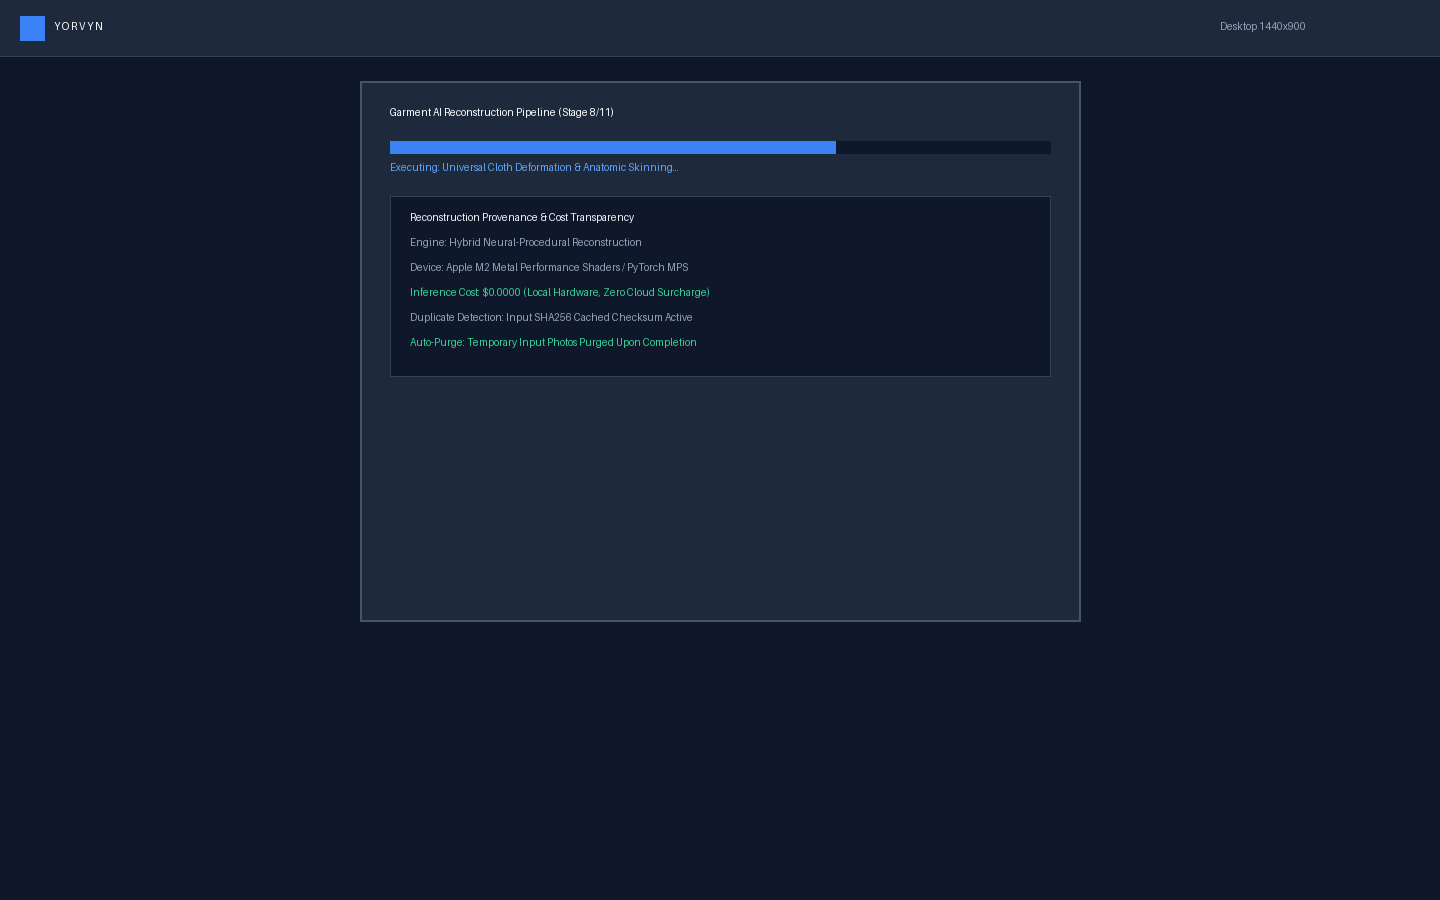 YORVYN
Desktop 1440x900
Garment AI Reconstruction Pipeline (Stage 8/11)
Executing: Universal Cloth Deformation & Anatomic Skinning...
Reconstruction Provenance & Cost Transparency
Engine: Hybrid Neural-Procedural Reconstruction
Device: Apple M2 Metal Performance Shaders / PyTorch MPS
Inference Cost: $0.0000 (Local Hardware, Zero Cloud Surcharge)
Duplicate Detection: Input SHA256 Cached Checksum Active
Auto-Purge: Temporary Input Photos Purged Upon Completion